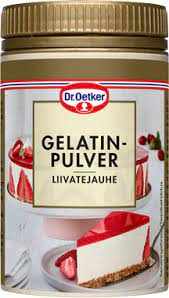 Dr. Oetker
GELATIN-
PULVER
LIIVATEJAUHE